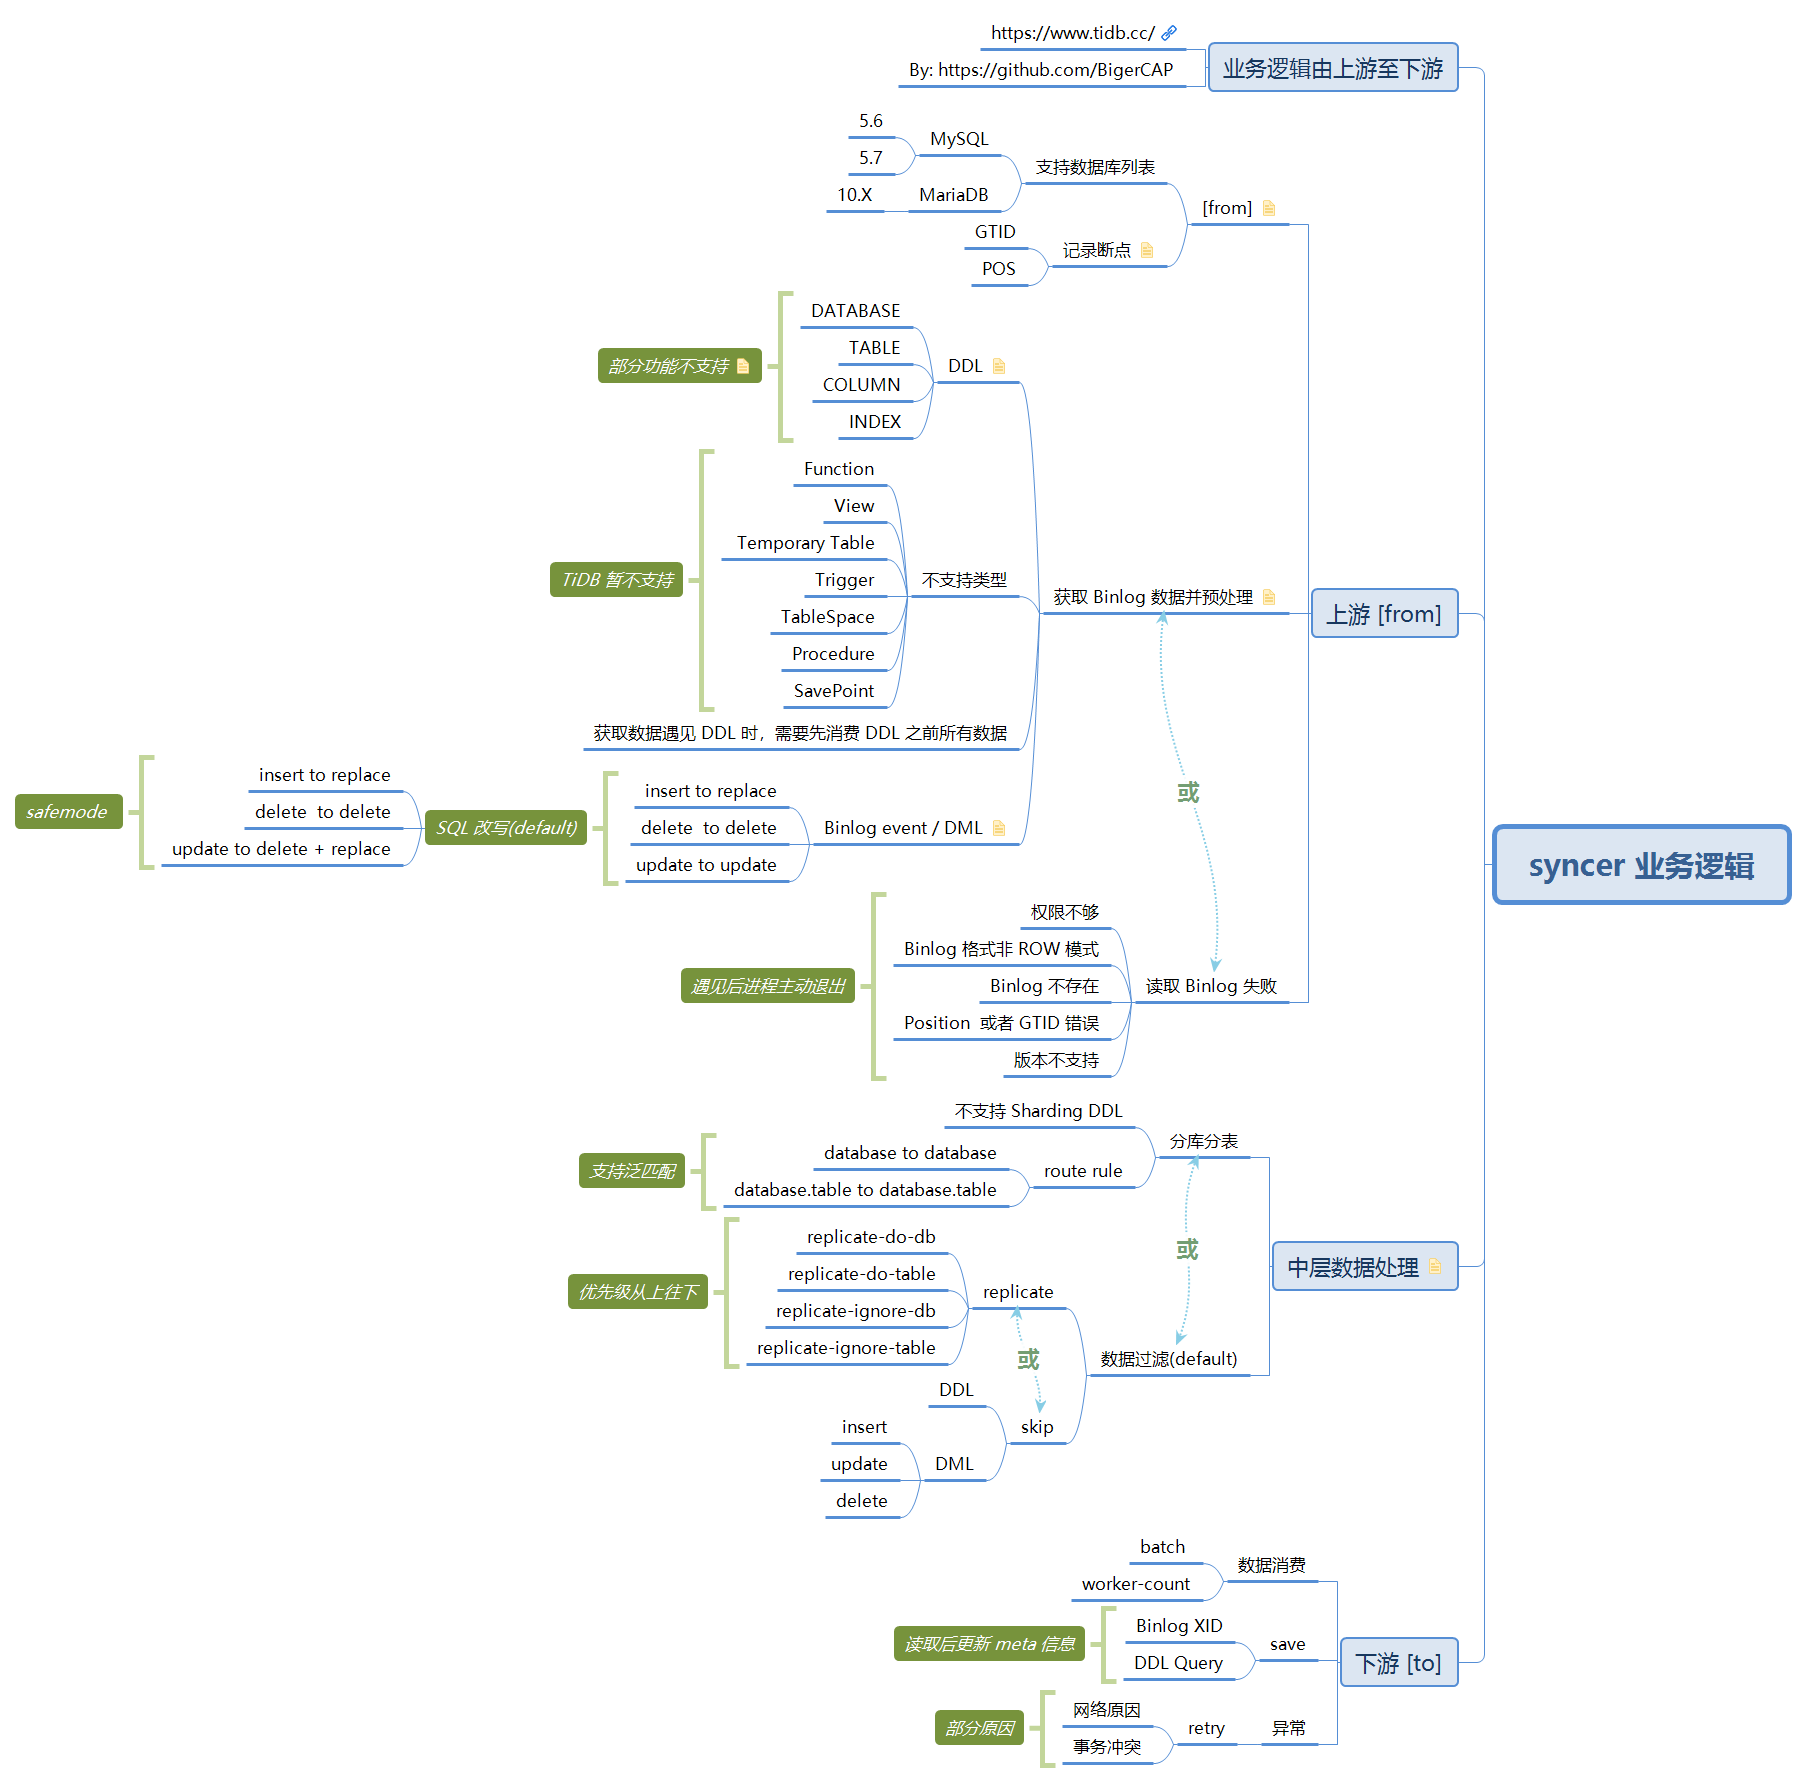 https://www.tidb.cc/
By: https://github.com/BigerCAP
业务逻辑由上游至下游
5.6
5.7
MySQL
10.X
MariaDB
支持数据库列表
[from]
GTID
POS
记录断点
部分功能不支持
DATABASE
TABLE
COLUMN
INDEX
DDL
TiDB 暂不支持
Function
View
Temporary Table
Trigger
TableSpace
Procedure
SavePoint
不支持类型
获取 Binlog 数据并预处理
上游 [from]
获取数据遇见 DDL 时，需要先消费 DDL 之前所有数据
safemode
insert to replace
delete  to delete
update to delete + replace
SQL 改写(default)
insert to replace
delete  to delete
update to update
Binlog event / DML
或
syncer 业务逻辑
遇见后进程主动退出
权限不够
Binlog 格式非 ROW 模式
Binlog 不存在
Position  或者 GTID 错误
版本不支持
读取 Binlog 失败
不支持 Sharding DDL
支持泛匹配
database to database
database.table to database.table
route rule
分库分表
或
中层数据处理
优先级从上往下
replicate-do-db
replicate-do-table
replicate-ignore-db
replicate-ignore-table
replicate
或
数据过滤(default)
DDL
insert
update
delete
DML
skip
batch
worker-count
数据消费
读取后更新 meta 信息
Binlog XID
DDL Query
save
下游 [to]
部分原因
网络原因
事务冲突
retry
异常